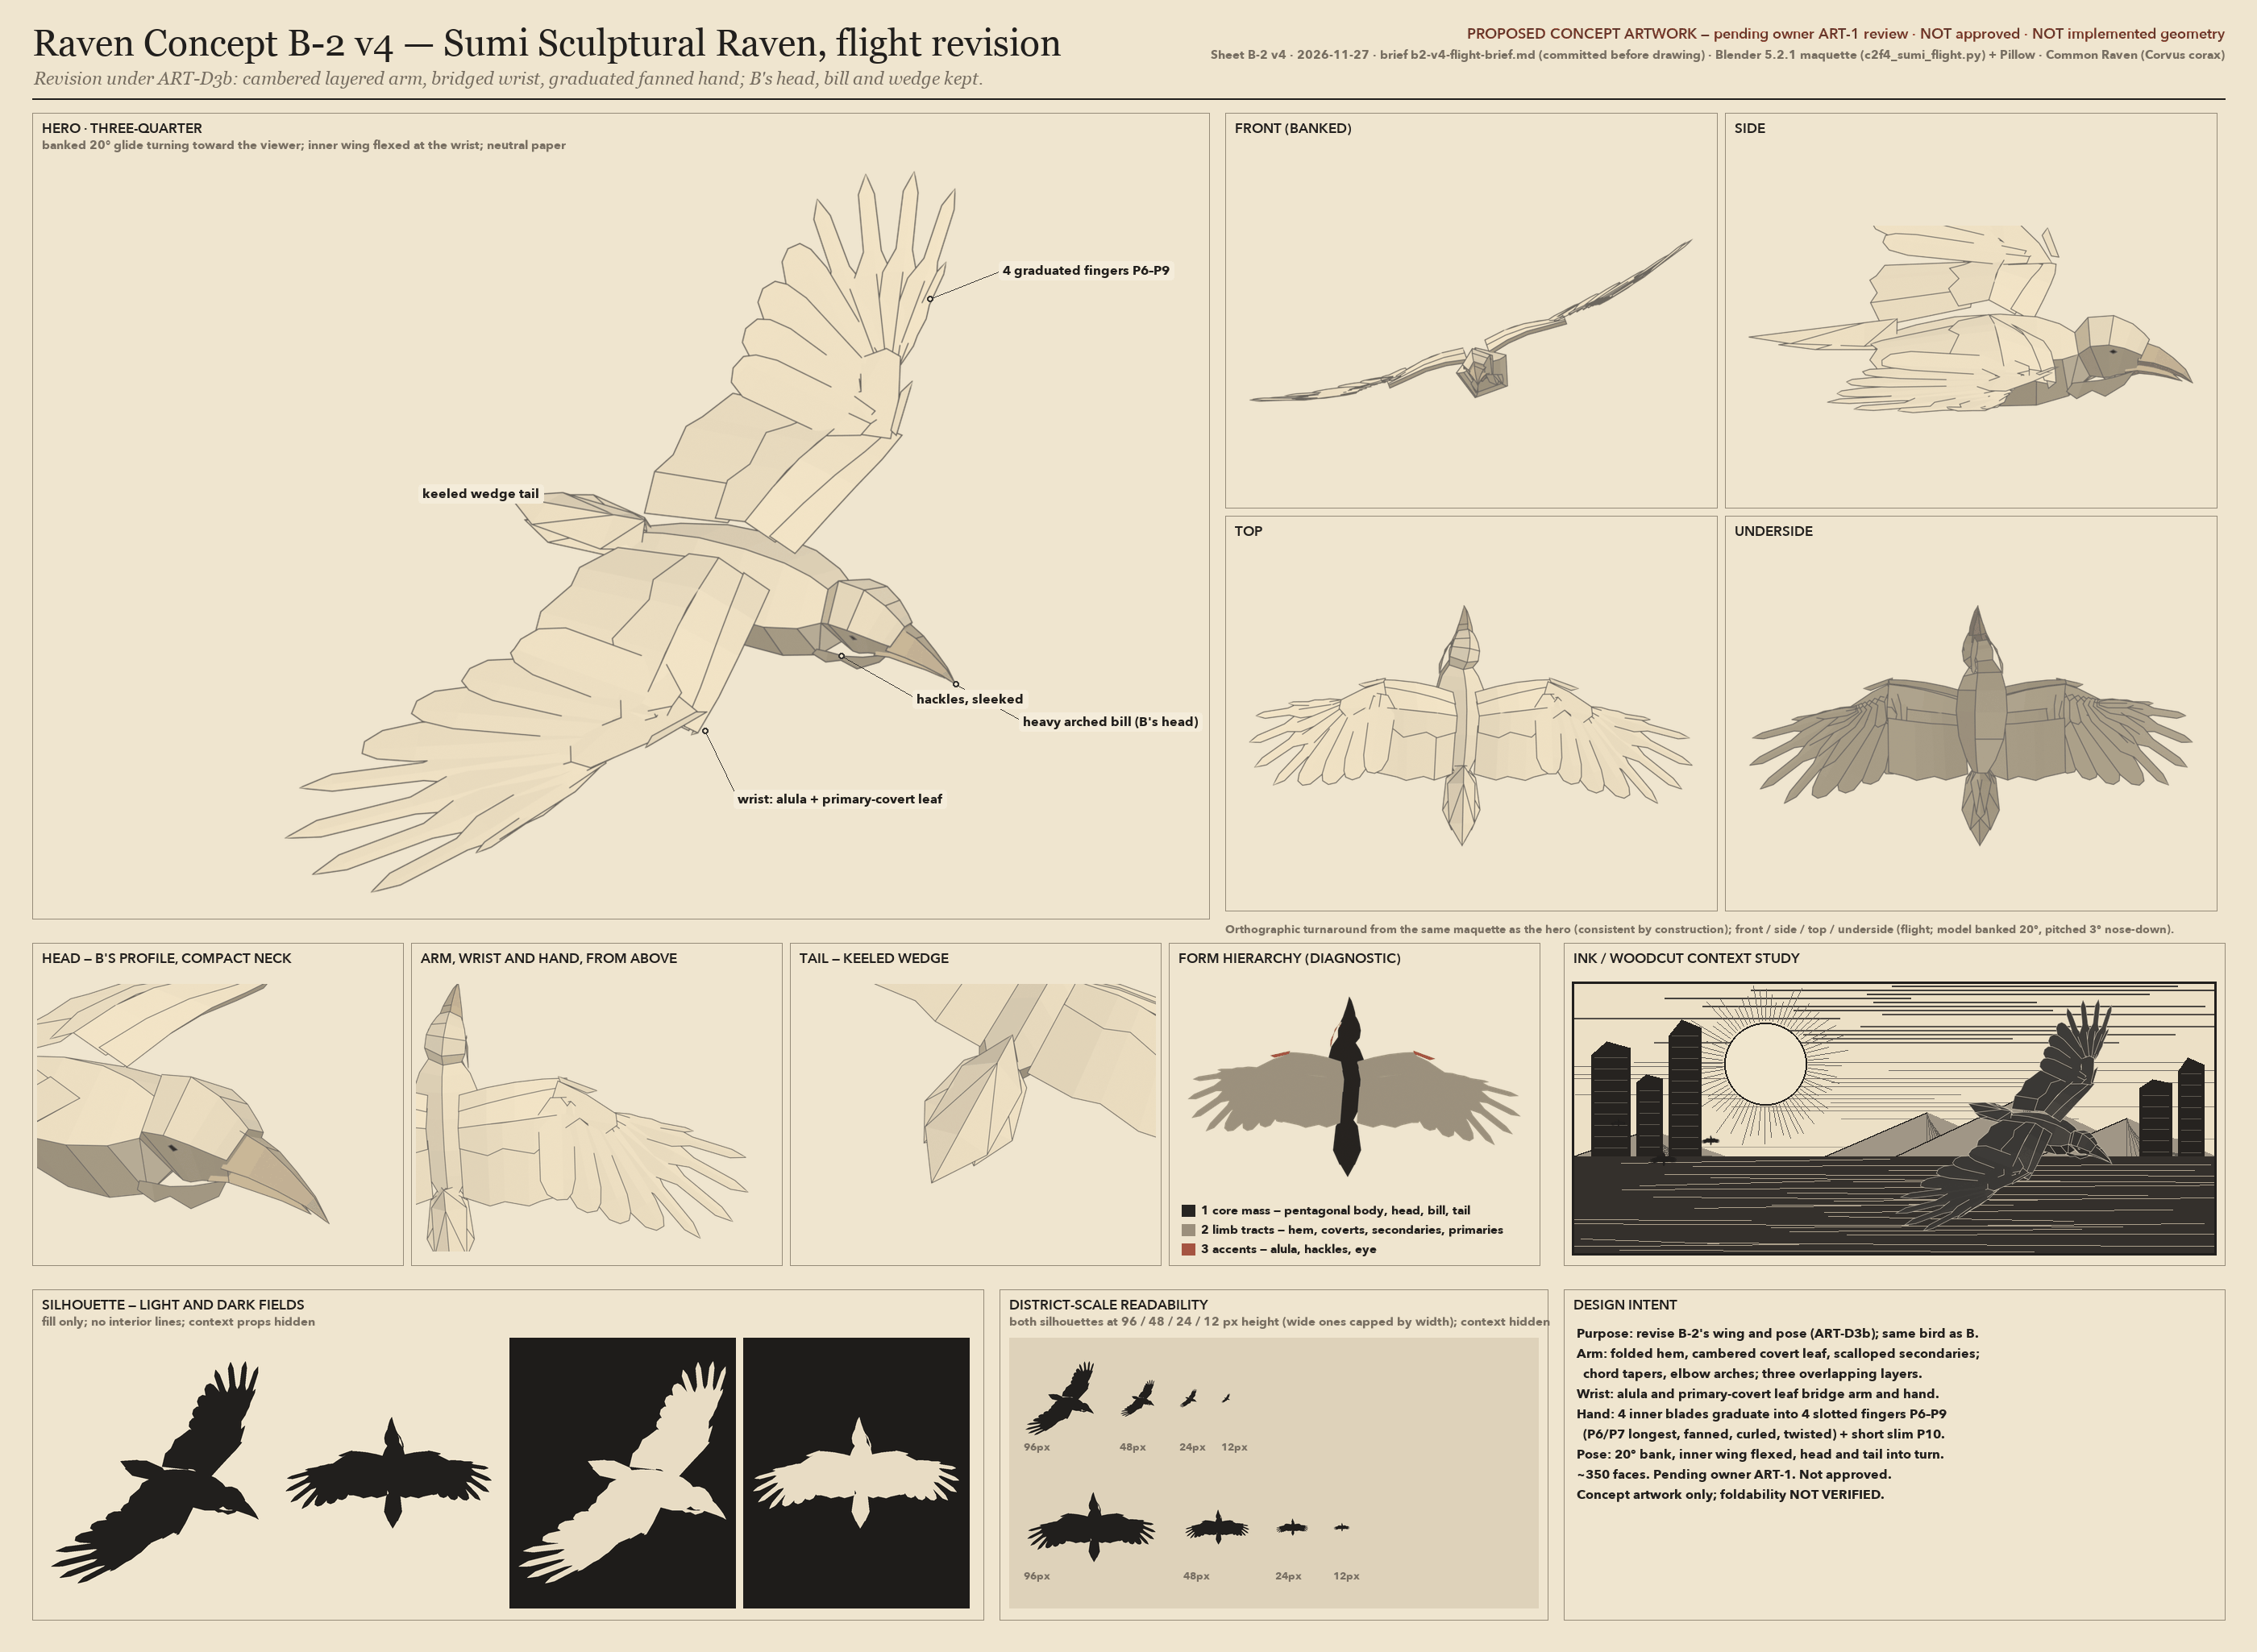 Raven Concept B-2 v4 — Sumi Sculptural Raven, flight revision
Revision under ART-D3b: cambered layered arm, bridged wrist, graduated fanned hand; B's head, bill and wedge kept.
PROPOSED CONCEPT ARTWORK — pending owner ART-1 review · NOT approved · NOT implemented geometry
Sheet B-2 v4 · 2026-11-27 · brief b2-v4-flight-brief.md (committed before drawing) · Blender 5.2.1 maquette (c2f4_sumi_flight.py) + Pillow · Common Raven (Corvus corax)
HERO · THREE-QUARTER
banked 20° glide turning toward the viewer; inner wing flexed at the wrist; neutral paper
4 graduated fingers P6–P9
keeled wedge tail
hackles, sleeked
heavy arched bill (B's head)
wrist: alula + primary-covert leaf
FRONT (BANKED)
SIDE
TOP
UNDERSIDE
Orthographic turnaround from the same maquette as the hero (consistent by construction); front / side / top / underside (flight; model banked 20°, pitched 3° nose-down).
HEAD — B'S PROFILE, COMPACT NECK
ARM, WRIST AND HAND, FROM ABOVE
TAIL — KEELED WEDGE
FORM HIERARCHY (DIAGNOSTIC)
1 core mass — pentagonal body, head, bill, tail
2 limb tracts — hem, coverts, secondaries, primaries
3 accents — alula, hackles, eye
INK / WOODCUT CONTEXT STUDY
SILHOUETTE — LIGHT AND DARK FIELDS
fill only; no interior lines; context props hidden
DISTRICT-SCALE READABILITY
both silhouettes at 96 / 48 / 24 / 12 px height (wide ones capped by width); context hidden
96px 48px 24px 12px
96px 48px 24px 12px
DESIGN INTENT
Purpose: revise B-2's wing and pose (ART-D3b); same bird as B.
Arm: folded hem, cambered covert leaf, scalloped secondaries;
chord tapers, elbow arches; three overlapping layers.
Wrist: alula and primary-covert leaf bridge arm and hand.
Hand: 4 inner blades graduate into 4 slotted fingers P6–P9
(P6/P7 longest, fanned, curled, twisted) + short slim P10.
Pose: 20° bank, inner wing flexed, head and tail into turn.
~350 faces. Pending owner ART-1. Not approved.
Concept artwork only; foldability NOT VERIFIED.